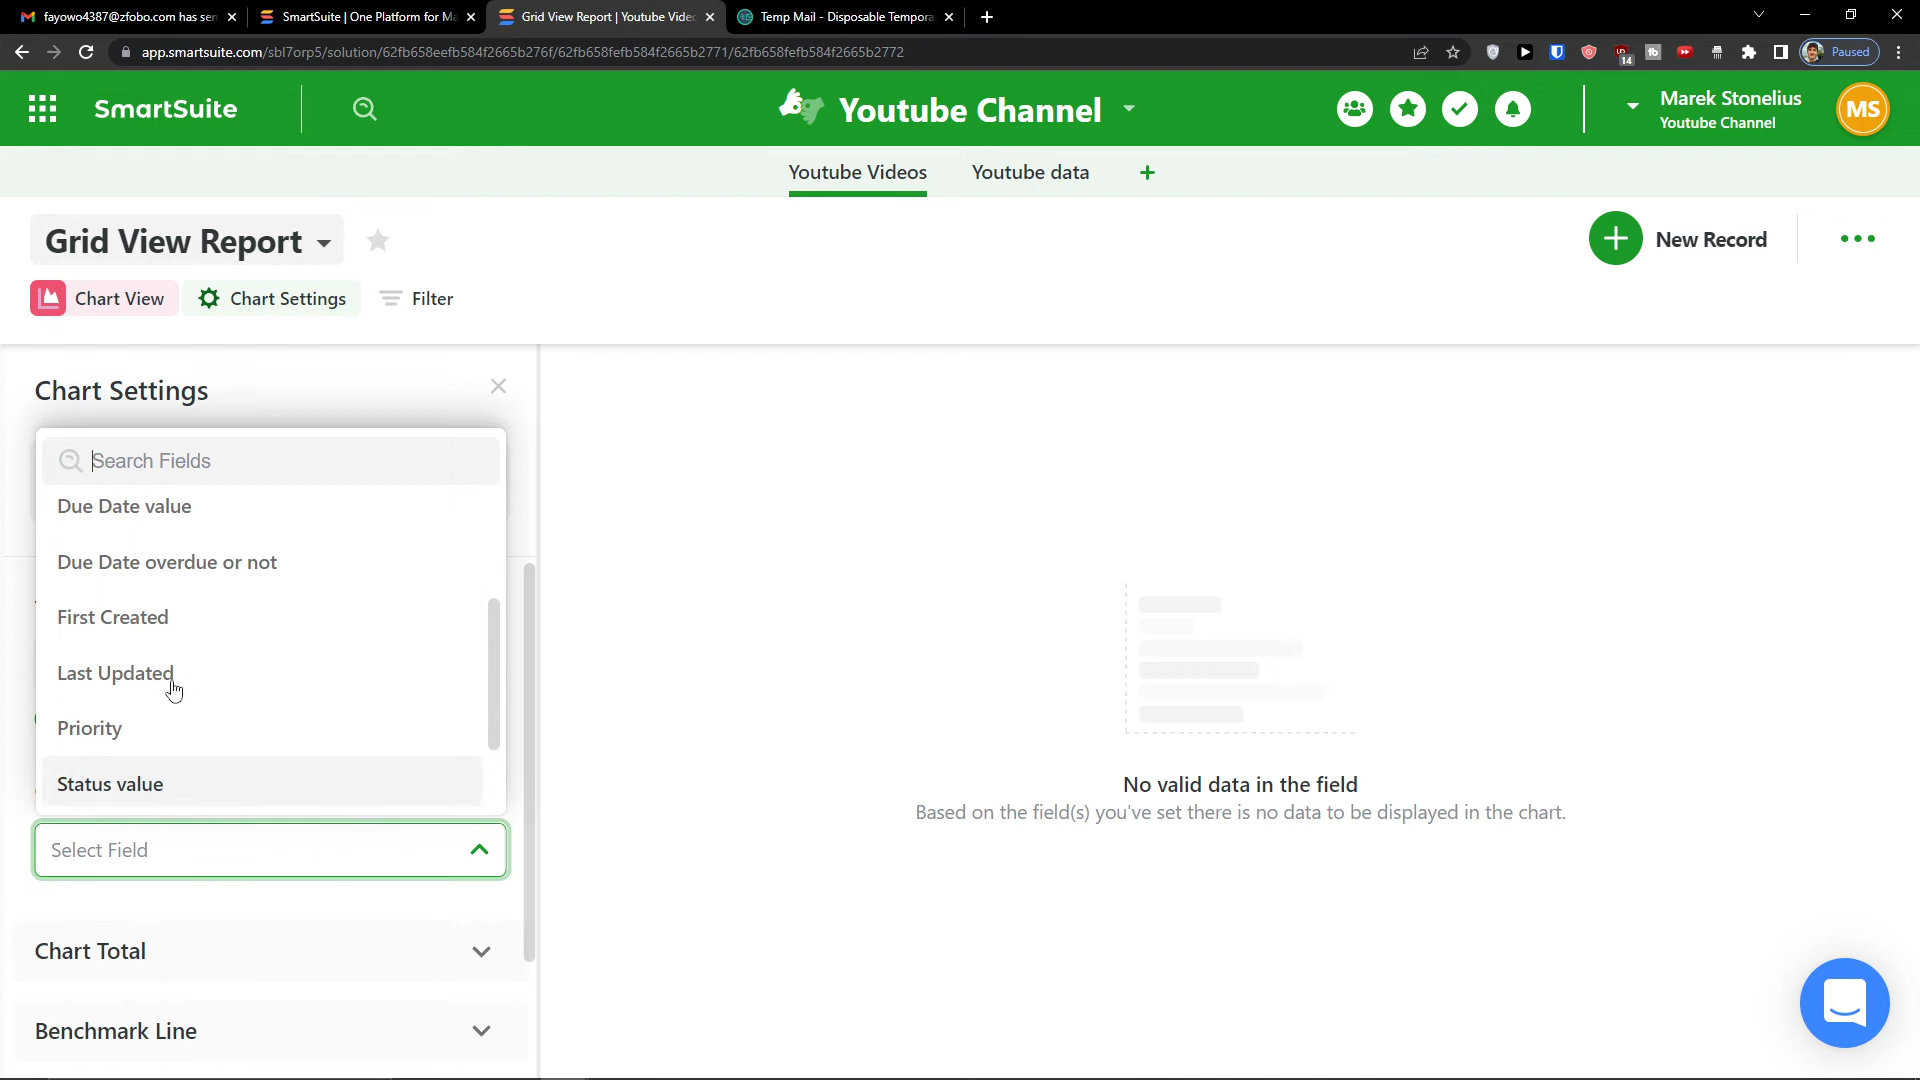 fayowo4387@zfobo.com has sen
SmartSuite | One Platform for Ma
Grid View Report | Youtube Vide
Temp Mail - Disposable Tempora
app.smartsuite.com/sbl7orp5/solution/62fb658eefb584f2665b276f/62fb658fefb584f2665b2771/62fb658fefb584f2665b2772
14
Paused
SmartSuite
Youtube Channel
Marek Stonelius
Youtube Channel
MS
Youtube Videos
Youtube data
Grid View Report
New Record
Chart View
Chart Settings
Filter
Chart Settings
Search Fields
Due Date value
Due Date overdue or not
First Created
Last Updated
Priority
Status value
Select Field
Chart Total
Benchmark Line
No valid data in the field
Based on the field(s) you've set there is no data to be displayed in the chart.